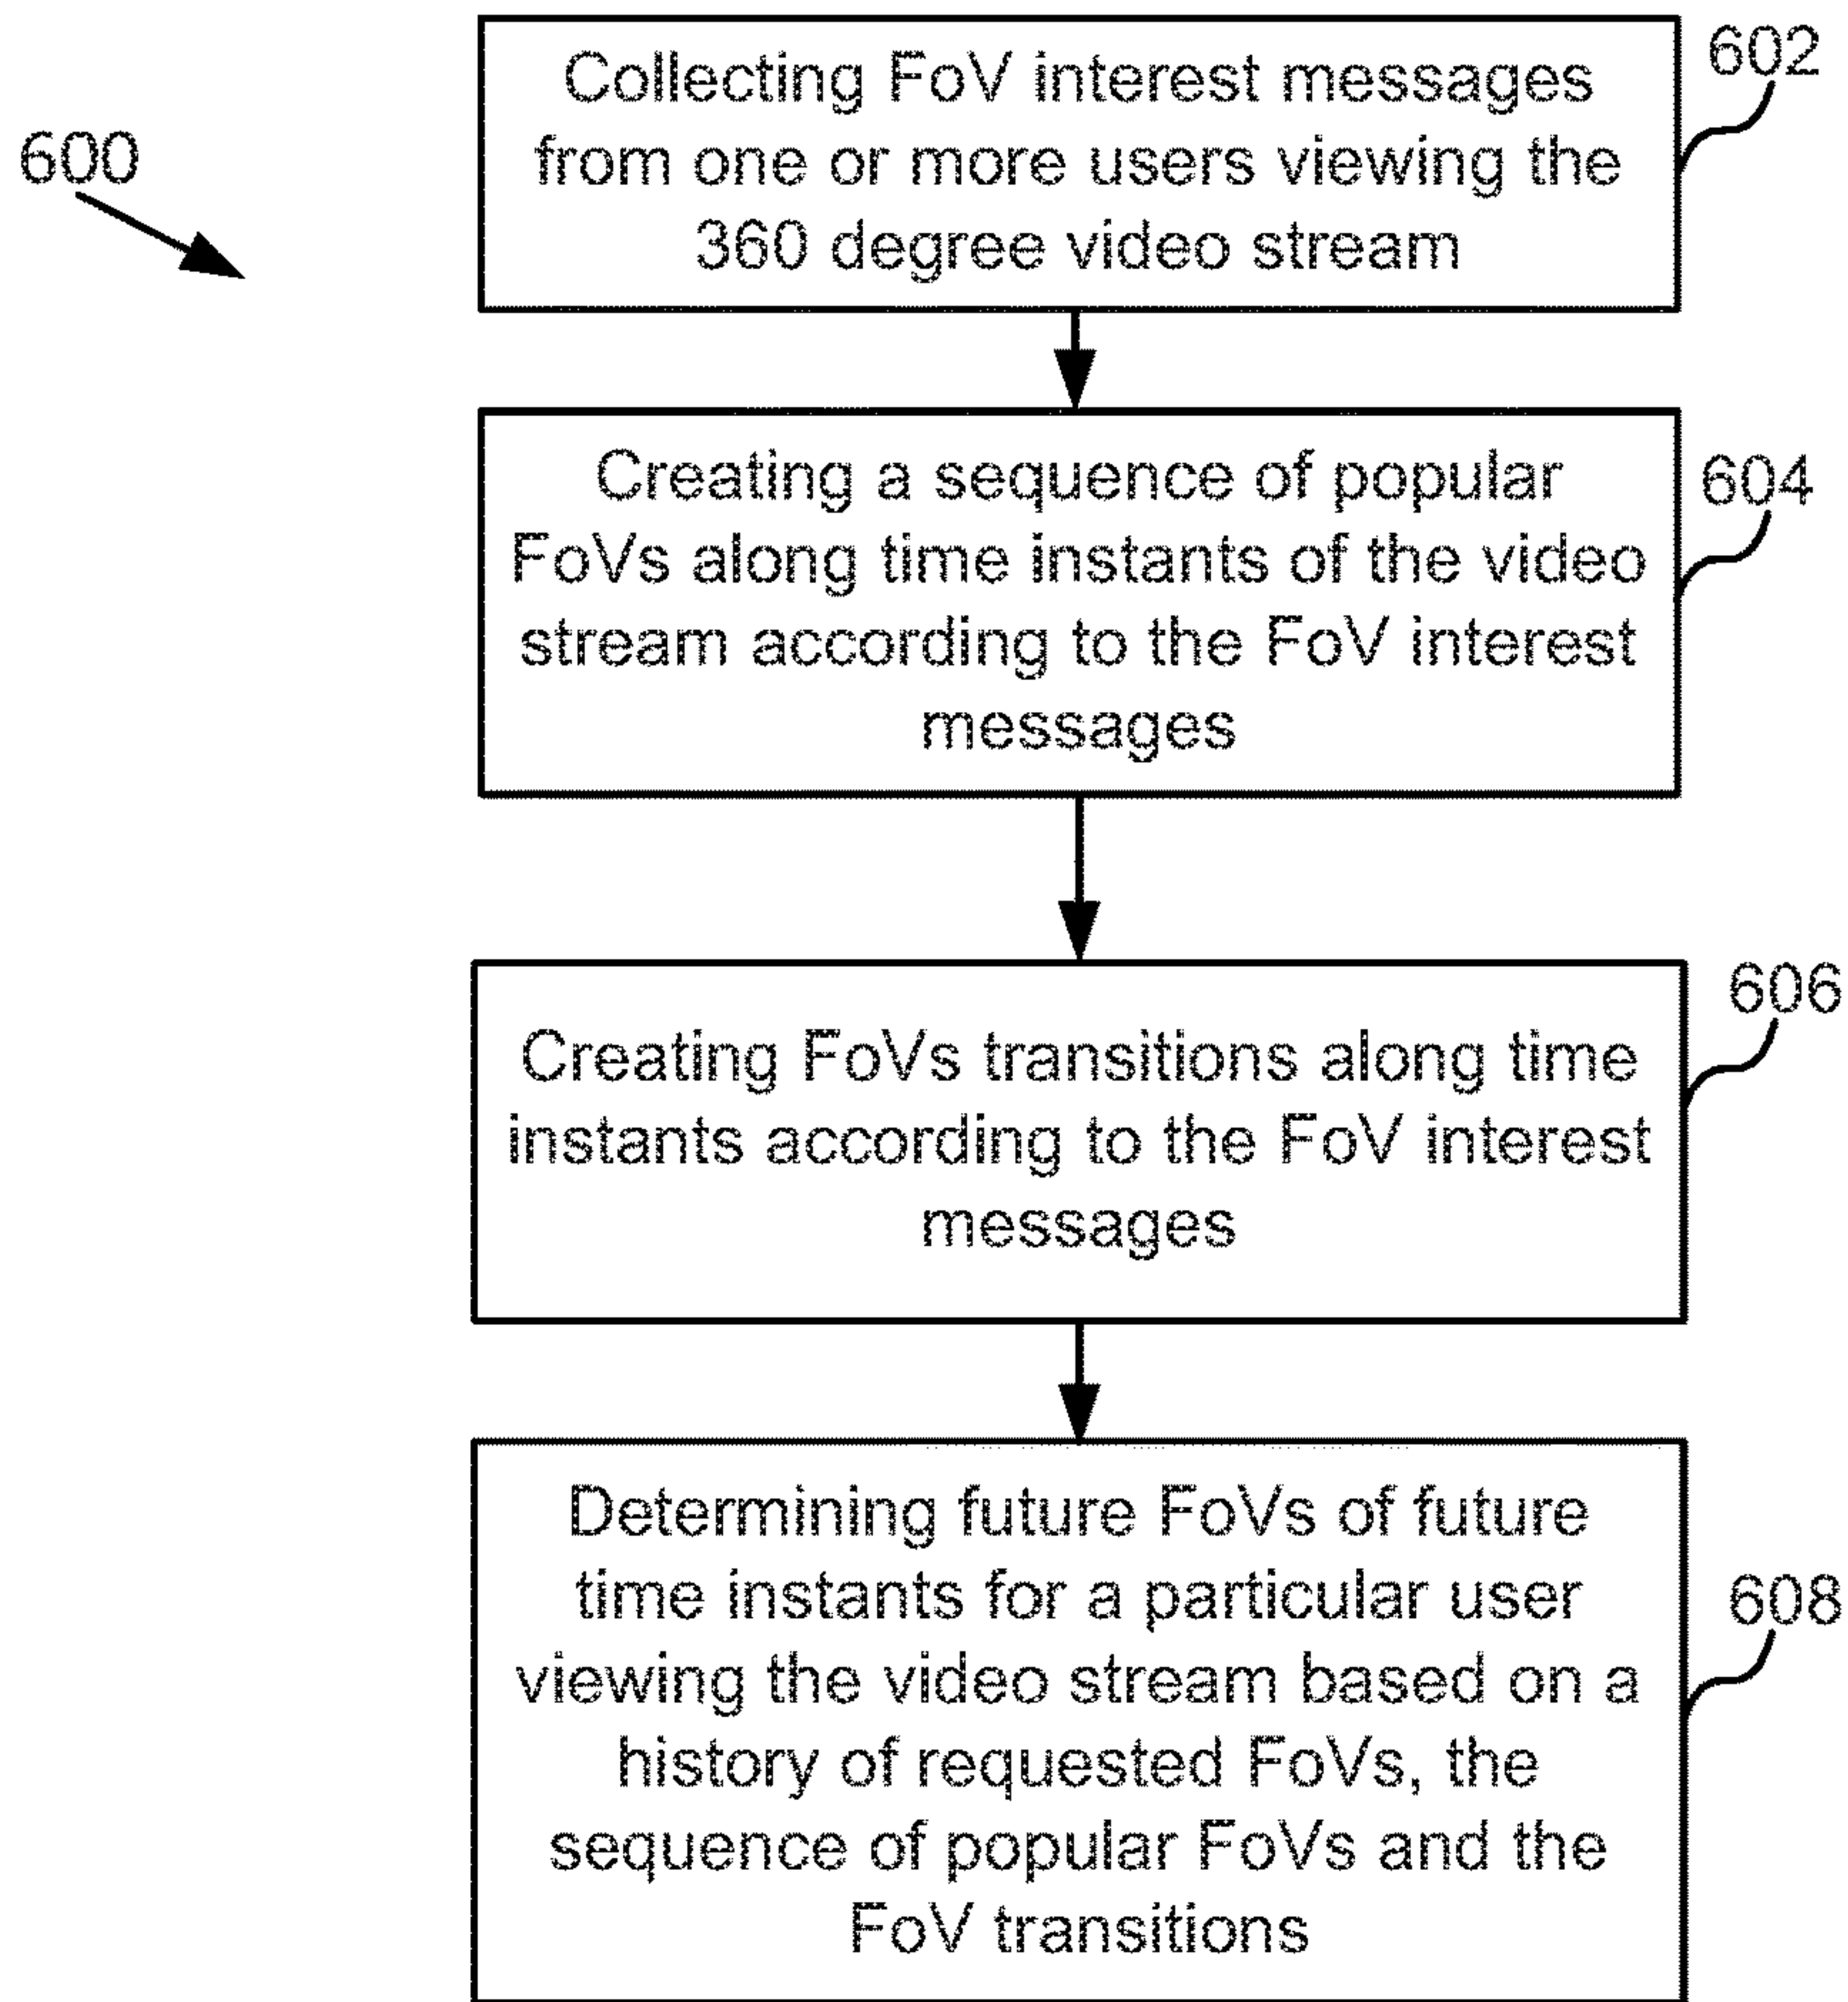 600
Collecting FoV interest messages
from one or more users viewing the
360 degree video stream
602
Creating a sequence of popular
FoVs along time instants of the video
stream according to the FoV interest
messages
604
Creating FoVs transitions along time
instants according to the FoV interest
messages
606
Determining future FoVs of future
time instants for a particular user
viewing the video stream based on a
history of requested FoVs, the
sequence of popular FoVs and the
FoV transitions
608